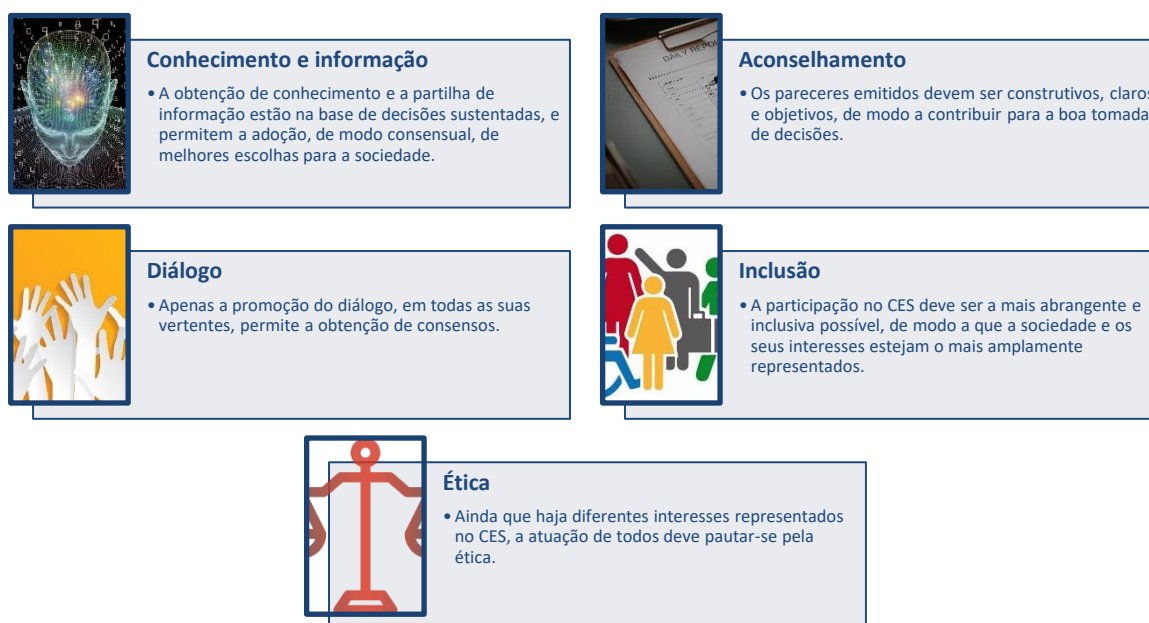 Conhecimento e informação
• A obtenção de conhecimento e a partilha de
informação estão na base de decisões sustentadas, e
permitem a adoção, de modo consensual, de
melhores escolhas para a sociedade.
DAILY REPO
Aconselhamento
• Os pareceres emitidos devem ser construtivos, claros
e objetivos, de modo a contribuir para a boa tomada
de decisões.
Diálogo
• Apenas a promoção do diálogo, em todas as suas
vertentes, permite a obtenção de consensos.
Inclusão
• A participação no CES deve ser a mais abrangente e
inclusiva possível, de modo a que a sociedade e os
seus interesses estejam o mais amplamente
representados.
Ética
• Ainda que haja diferentes interesses representados
no CES, a atuação de todos deve pautar-se pela
ética.